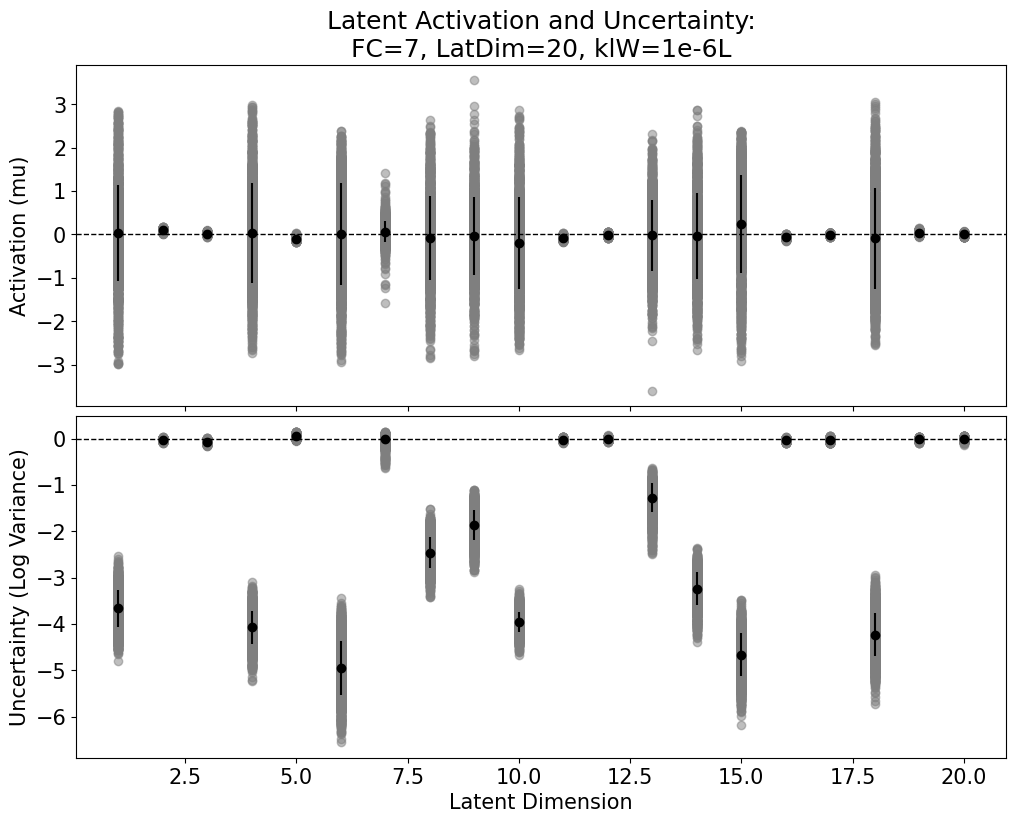 Latent Activation and Uncertainty:
FC=7, LatDim=20, klW=1e-6L
Activation (mu)
3
2
1
0
−1
−2
−3
Uncertainty (Log Variance)
0
−1
−2
−3
−4
−5
−6
2.5 5.0 7.5 10.0 12.5 15.0 17.5 20.0
Latent Dimension